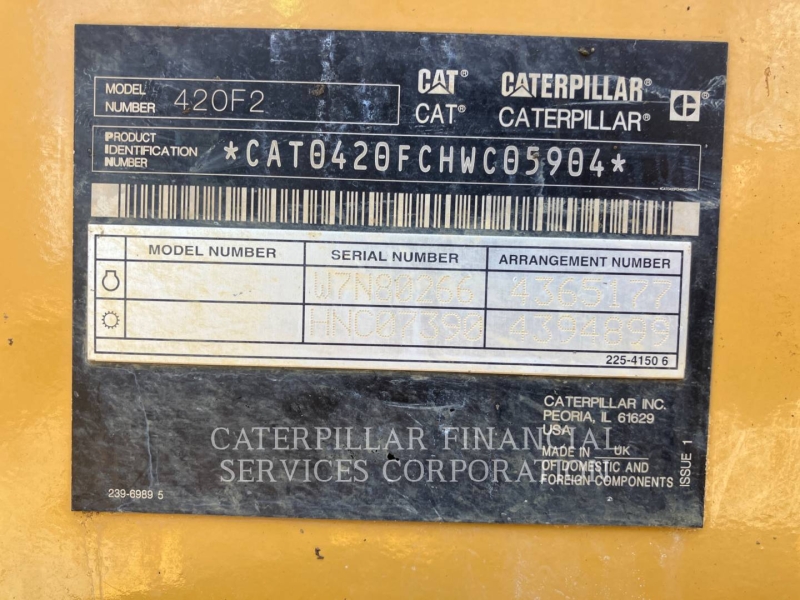 MODEL NUMBER 420F2
CAT® CATERPILLAR®
CAT® CATERPILLAR®
PRODUCT IDENTIFICATION NUMBER *CAT0420FCHWC05904*
MODEL NUMBER SERIAL NUMBER ARRANGEMENT NUMBER
W7N80266 4365177
HNC07390 4394899
225-4150 6
CATERPILLAR INC.
PEORIA, IL 61629
USA
MADE IN UK
OF DOMESTIC AND
FOREIGN COMPONENTS
ISSUE 1
239-6989 5
CATERPILLAR FINANCIAL
SERVICES CORPORATION